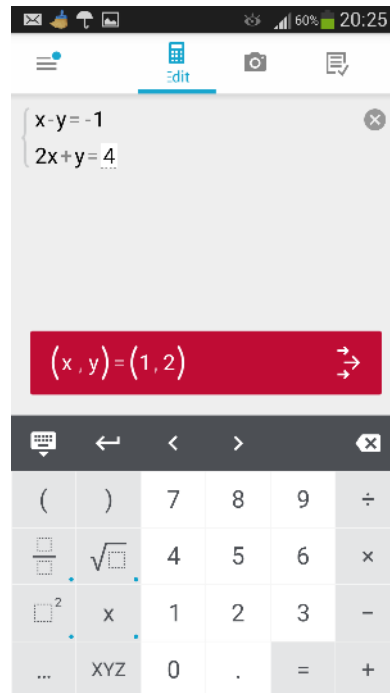 60% 20:25
Edit
x-y=-1
2x+y=4
(x,y)=(1,2)
( ) 7 8 9 ÷
√ 4 5 6 ×
2 x 1 2 3 −
... XYZ 0 . = +